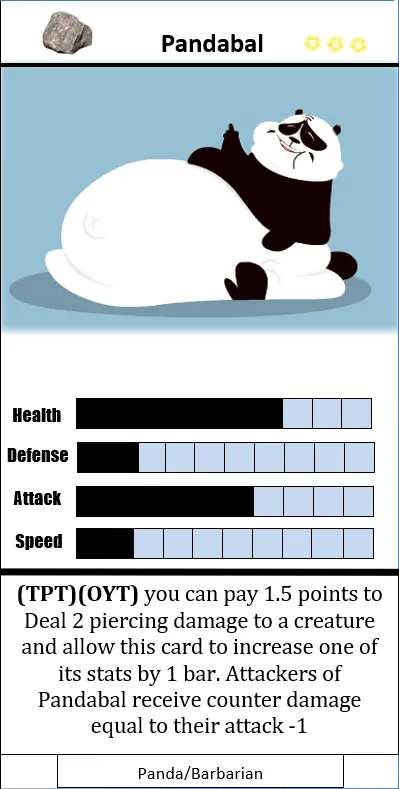 Pandabal
Health
Defense
Attack
Speed
(TPT)(OYT) you can pay 1.5 points to
Deal 2 piercing damage to a creature
and allow this card to increase one of
its stats by 1 bar. Attackers of
Pandabal receive counter damage
equal to their attack -1
Panda/Barbarian